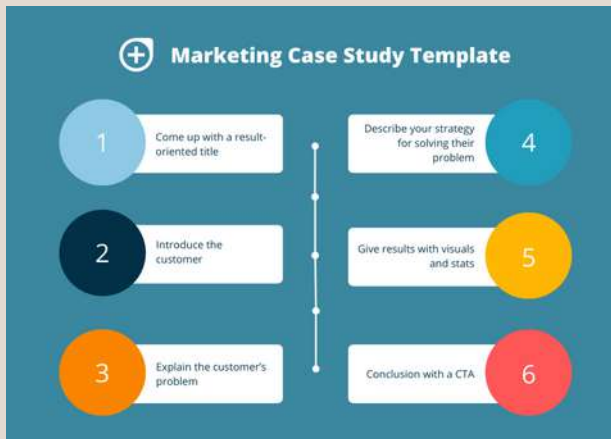 Marketing Case Study Template
1
Come up with a result-
oriented title
2
Introduce the
customer
3
Explain the customer's
problem
Describe your strategy
for solving their
problem
4
Give results with visuals
and stats
5
Conclusion with a CTA
6